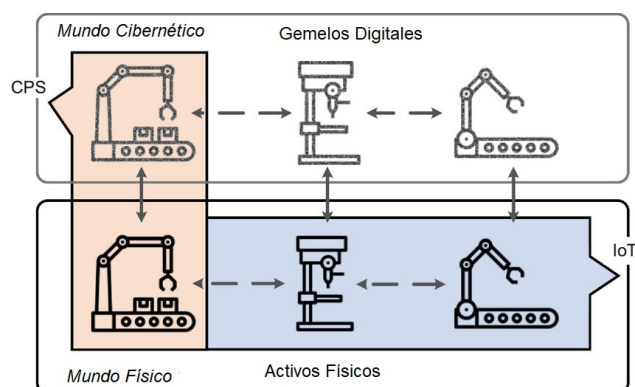 Mundo Cibernético
Gemelos Digitales
CPS
IoT
Mundo Físico
Activos Físicos